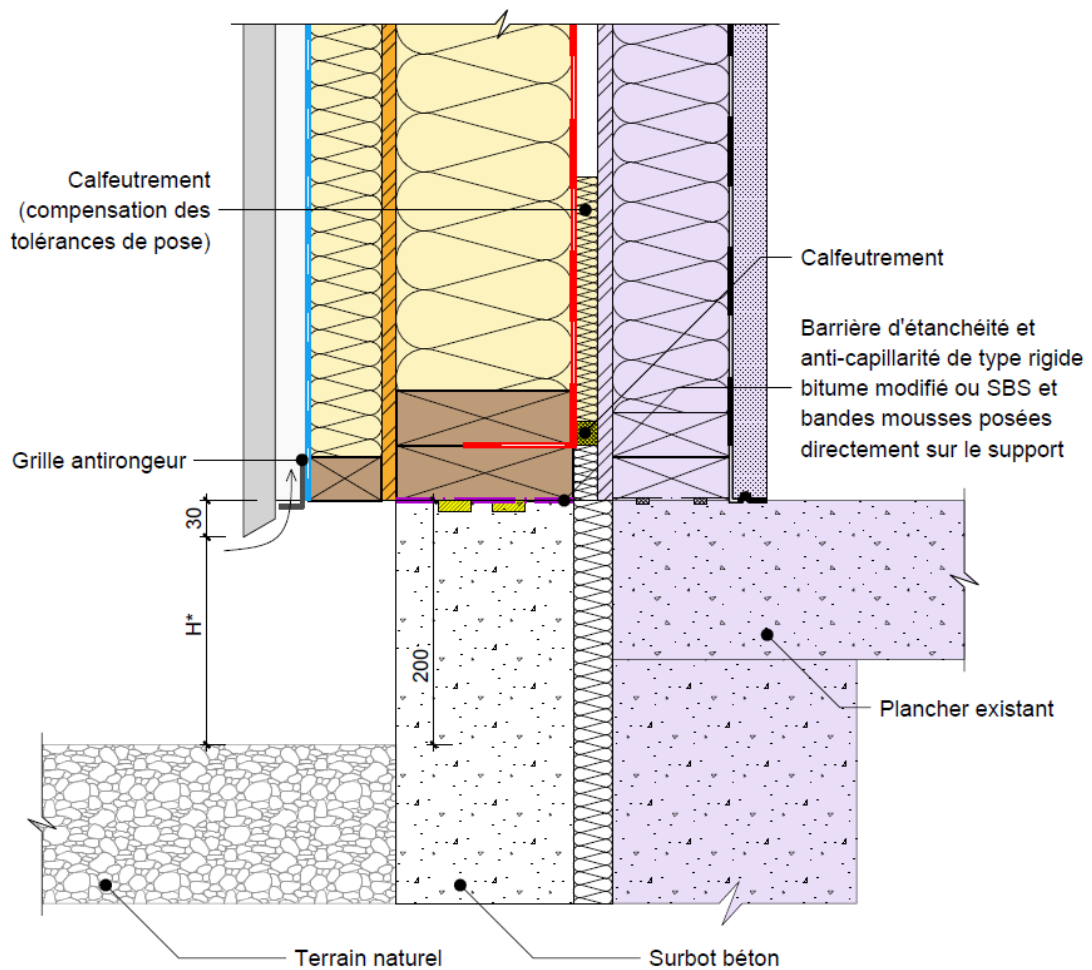 Calfeutrement
(compensation des
tolérances de pose)
Calfeutrement
Barrière d'étanchéité et
anti-capillarité de type rigide
bitume modifié ou SBS et
bandes mousses posées
directement sur le support
Grille antirongeur
30
H*
200
Plancher existant
Terrain naturel
Surbot béton